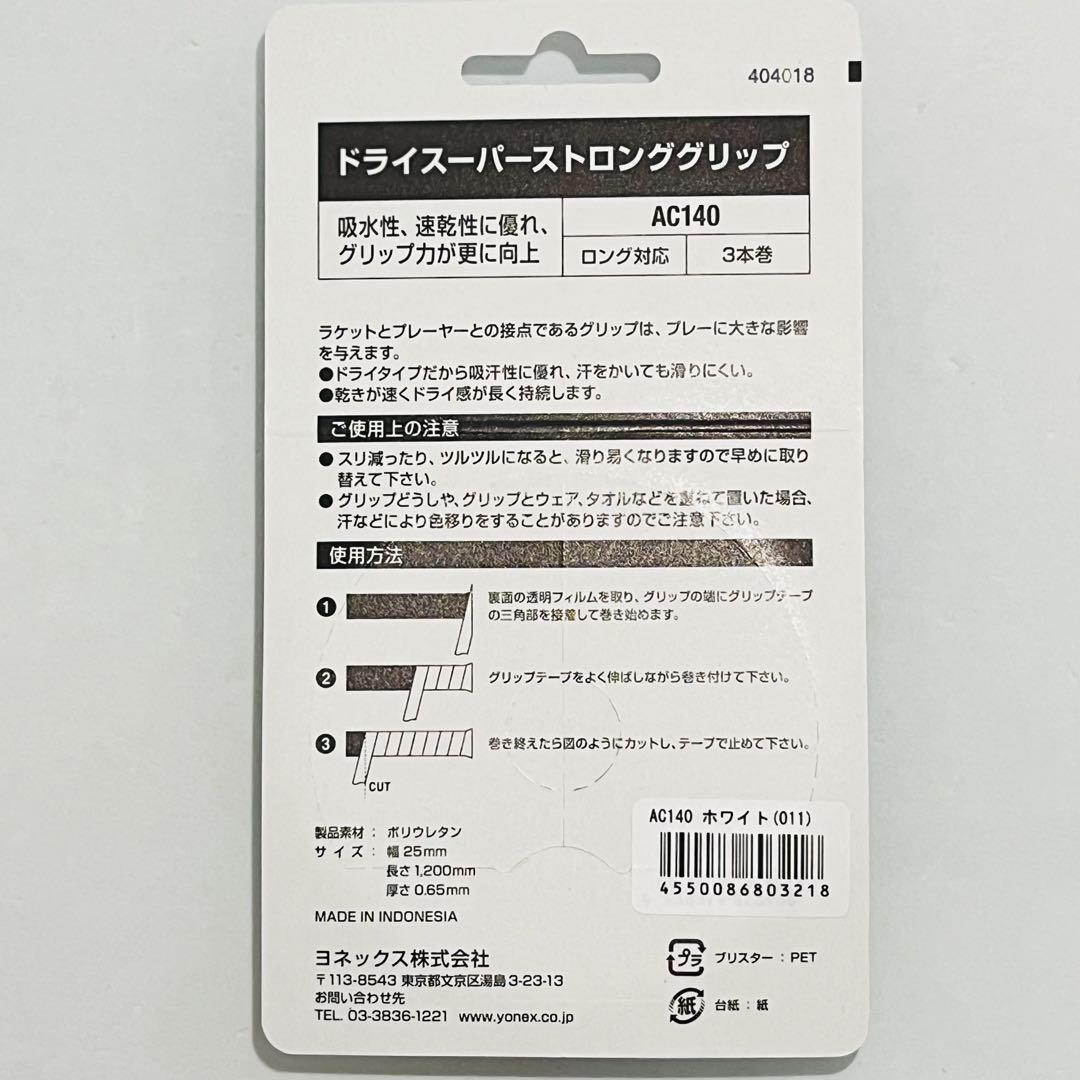 404018
ドライスーパーストロンググリップ
吸水性、速乾性に優れ、
グリップ力が更に向上
AC140
ロング対応
3本巻
ラケットとプレーヤーとの接点であるグリップは、プレーに大きな影響
を与えます。
●ドライタイプだから吸汗性に優れ、汗をかいても滑りにくい。
●乾きが速くドライ感が長く持続します。
ご使用上の注意
●スリ減ったり、ツルツルになると、滑り易くなりますので早めに取り
替えて下さい。
●グリップどうしや、グリップとウェア、タオルなどを重ねて置いた場合、
汗などにより色移りをすることがありますのでご注意下さい。
使用方法
❶ 裏面の透明フィルムを取り、グリップの端にグリップテープ
の三角部を接着して巻き始めます。
❷ グリップテープをよく伸ばしながら巻き付けて下さい。
❸ 巻き終えたら図のようにカットし、テープで止めて下さい。
CUT
製品素材： ポリウレタン
サイズ： 幅25mm
長さ1,200mm
厚さ0.65mm
MADE IN INDONESIA
AC140 ホワイト(011)
4550086803218
ヨネックス株式会社
〒113-8543 東京都文京区湯島3-23-13
お問い合わせ先
TEL. 03-3836-1221 www.yonex.co.jp
プラ ブリスター：PET
紙 台紙：紙